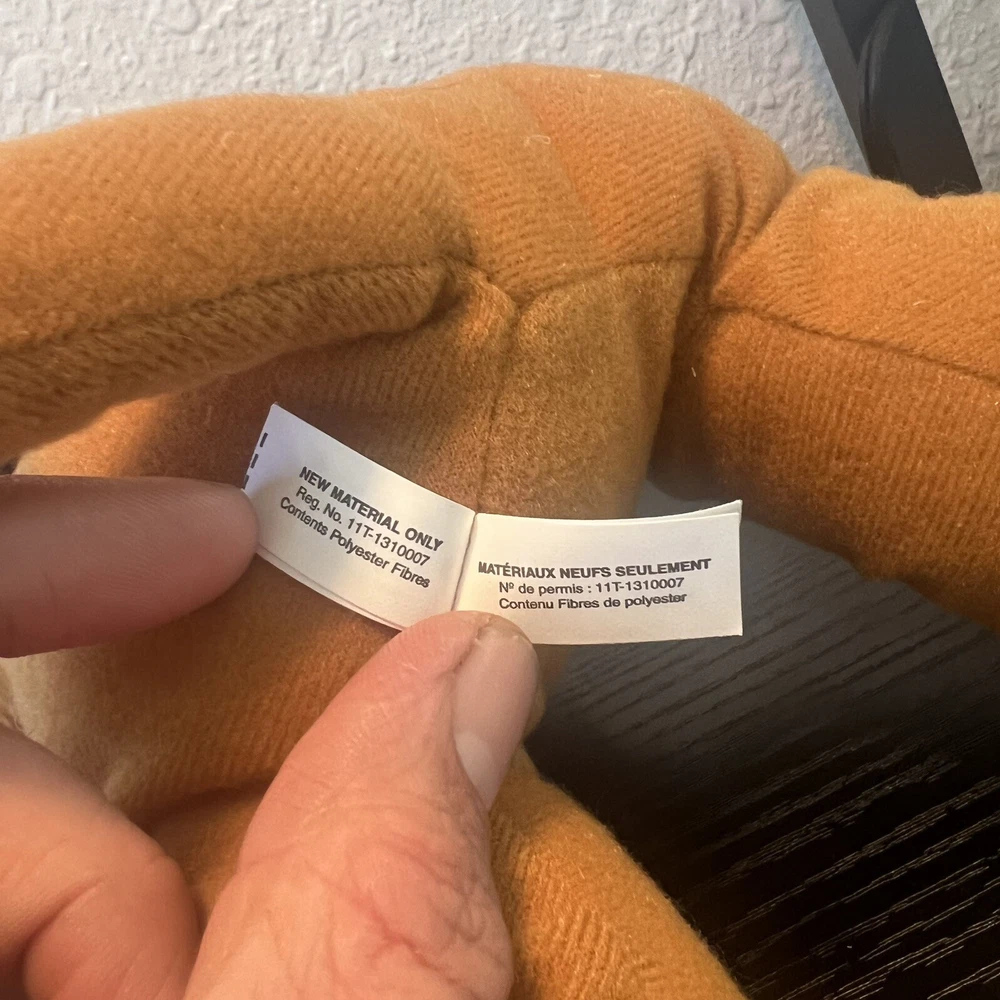 NEW MATERIAL ONLY
Reg. No. 11T-1310007
Contents Polyester Fibres
MATÉRIAUX NEUFS SEULEMENT
Nº de permis : 11T-1310007
Contenu Fibres de polyester